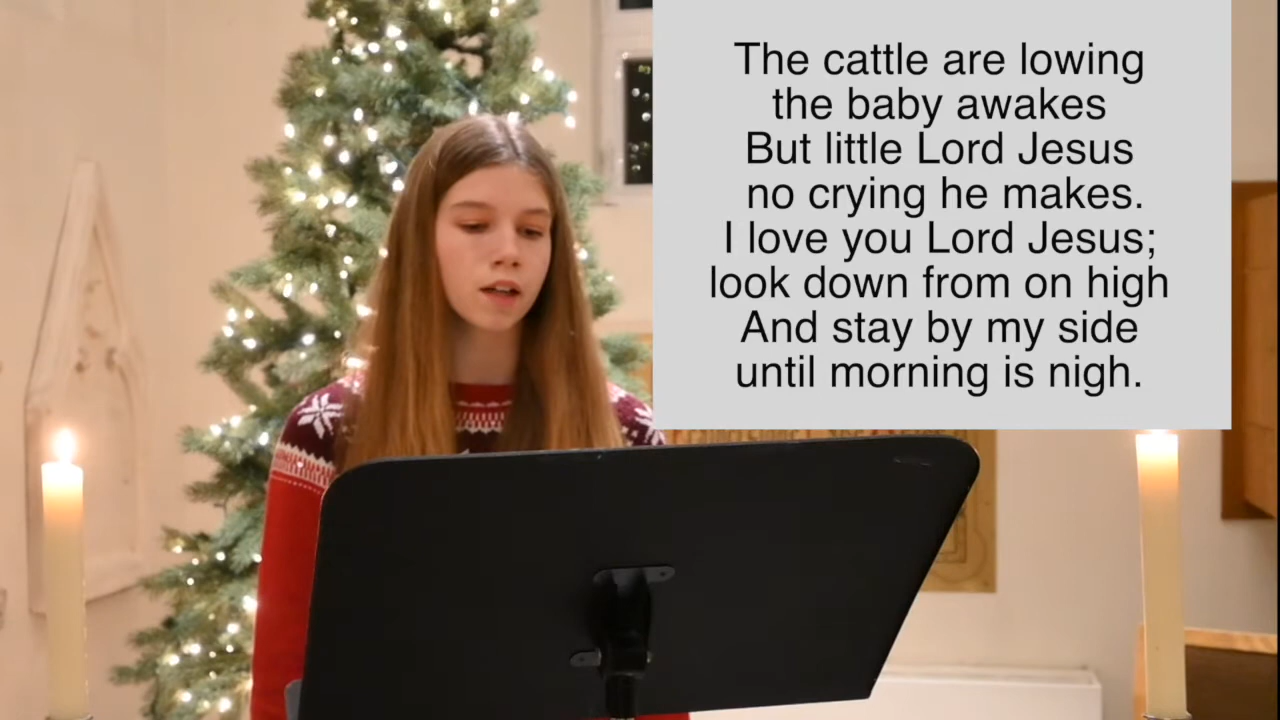 The cattle are lowing
the baby awakes
But little Lord Jesus
no crying he makes.
I love you Lord Jesus;
look down from on high
And stay by my side
until morning is nigh.